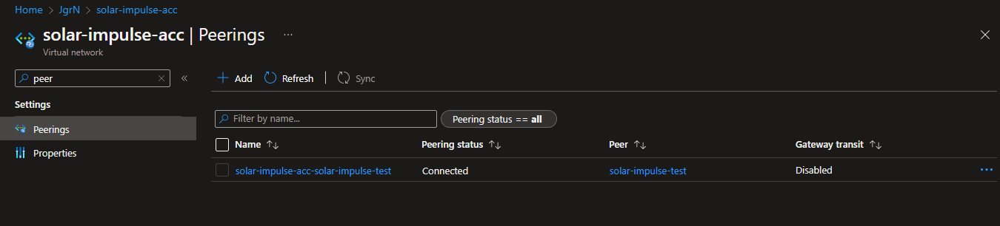 Home > JgrN > solar-impulse-acc
solar-impulse-acc | Peerings ...
Virtual network
peer
Add Refresh Sync
Settings
Peerings
Properties
Filter by name...
Peering status == all
Name Peering status Peer Gateway transit
solar-impulse-acc-solar-impulse-test Connected solar-impulse-test Disabled